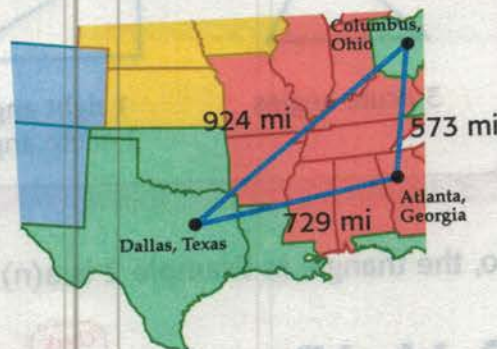 Columbus,
Ohio
924 mi
573 mi
Atlanta,
Georgia
729 mi
Dallas, Texas